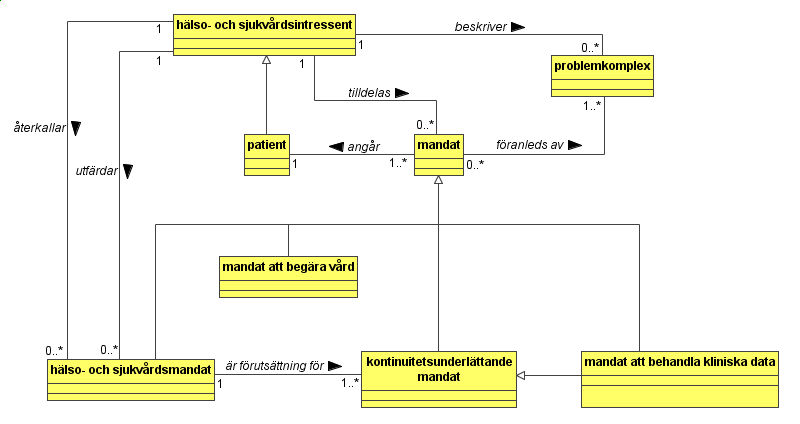 hälso- och sjukvårdsintressent
1
1
1
1
beskriver
0..*
problemkomplex
1..*
tilldelas
0..*
återkallar
patient
1
angår
1..*
mandat
0..*
föranleds av
utfärdar
mandat att begära vård
0..*
0..*
hälso- och sjukvårdsmandat
1
är förutsättning för
1..*
kontinuitetsunderlättande
mandat
mandat att behandla kliniska data